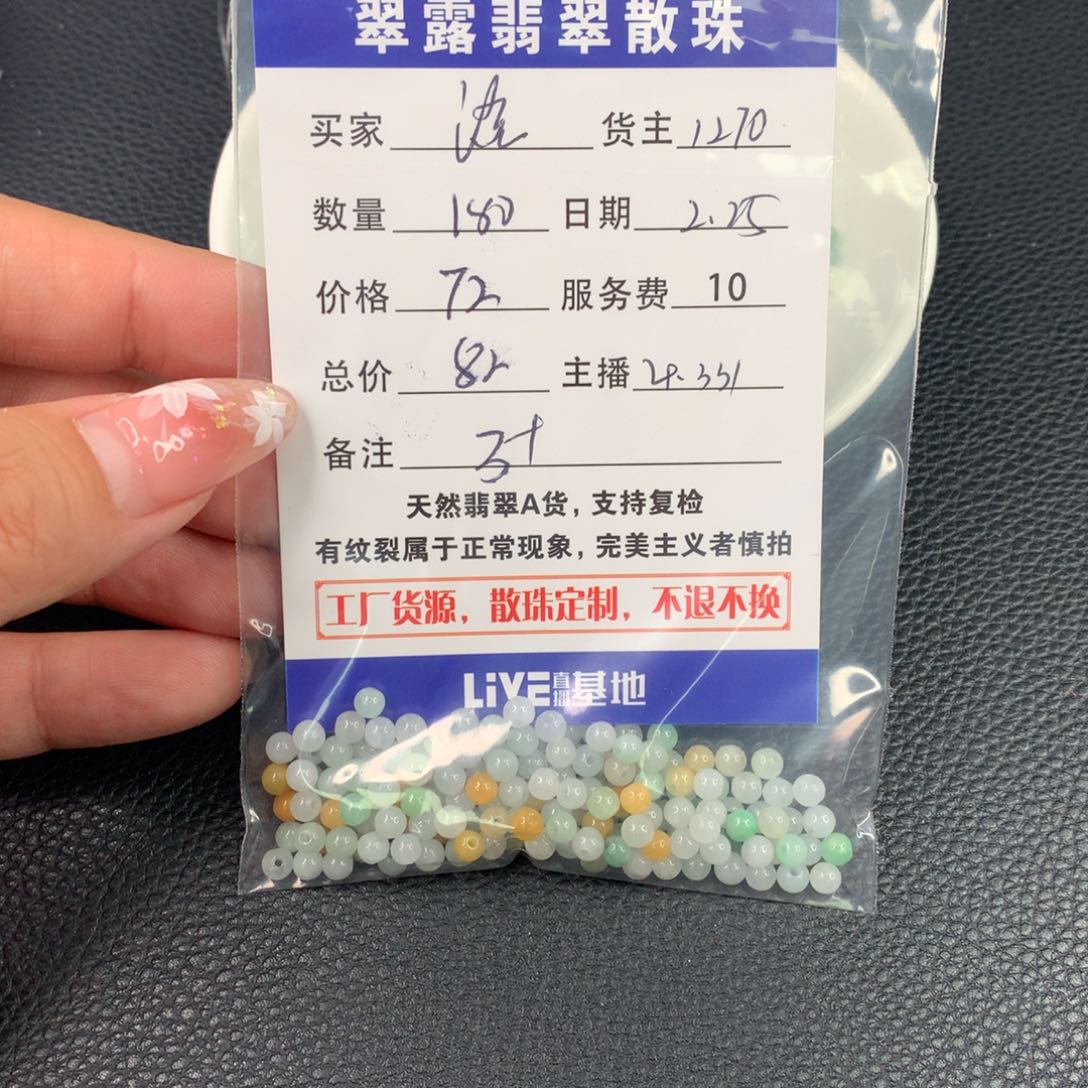 翠露翡翠散珠
买家 货主 1270
数量 180 日期 2.25
价格 72 服务费 10
总价 82 主播 24.331
备注
天然翡翠A货，支持复检
有纹裂属于正常现象，完美主义者慎拍
工厂货源，散珠定制，不退不换
LiVE直播基地